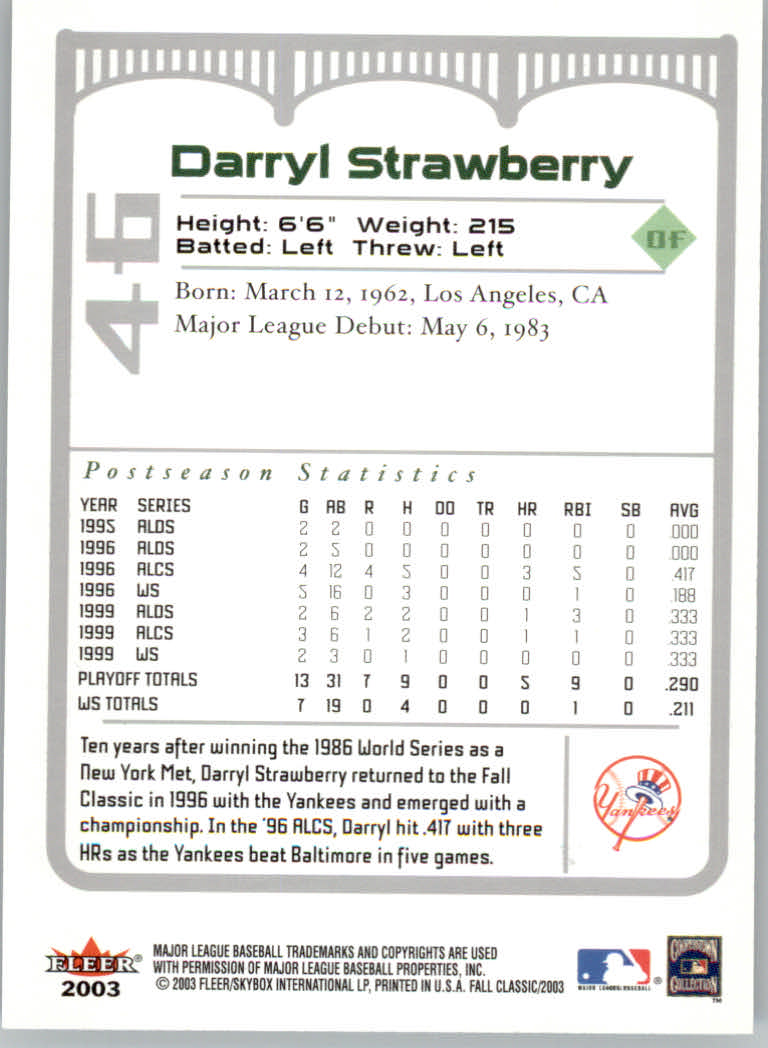 Darryl Strawberry
46
Height: 6'6" Weight: 215
Batted: Left Threw: Left
OF
Born: March 12, 1962, Los Angeles, CA
Major League Debut: May 6, 1983
Postseason Statistics
YEAR SERIES G AB R H DO TR HR RBI SB AVG
1995 ALDS 2 2 0 0 0 0 0 0 0 .000
1996 ALDS 2 5 0 0 0 0 0 0 0 .000
1996 ALCS 4 12 4 5 0 0 3 5 0 .417
1996 WS 5 16 0 3 0 0 0 1 0 .188
1999 ALDS 2 6 2 2 0 0 1 3 0 .333
1999 ALCS 3 6 1 2 0 0 1 1 0 .333
1999 WS 2 3 0 1 0 0 0 0 0 .333
PLAYOFF TOTALS 13 31 7 9 0 0 5 9 0 .290
WS TOTALS 7 19 0 4 0 0 0 1 0 .211
Ten years after winning the 1986 World Series as a
New York Met, Darryl Strawberry returned to the Fall
Classic in 1996 with the Yankees and emerged with a
championship. In the '96 ALCS, Darryl hit .417 with three
HRs as the Yankees beat Baltimore in five games.
Yankees
FLEER®
2003
MAJOR LEAGUE BASEBALL TRADEMARKS AND COPYRIGHTS ARE USED
WITH PERMISSION OF MAJOR LEAGUE BASEBALL PROPERTIES, INC.
© 2003 FLEER/SKYBOX INTERNATIONAL LP, PRINTED IN U.S.A. FALL CLASSIC/2003
MAJOR LEAGUE BASEBALL®
COOPERSTOWN
COLLECTION
TM